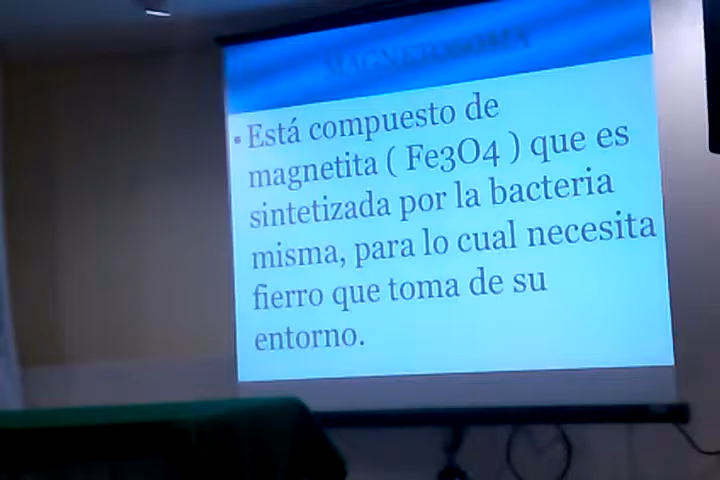 MAGNETOSOMA
• Está compuesto de
magnetita ( Fe3O4 ) que es
sintetizada por la bacteria
misma, para lo cual necesita
fierro que toma de su
entorno.